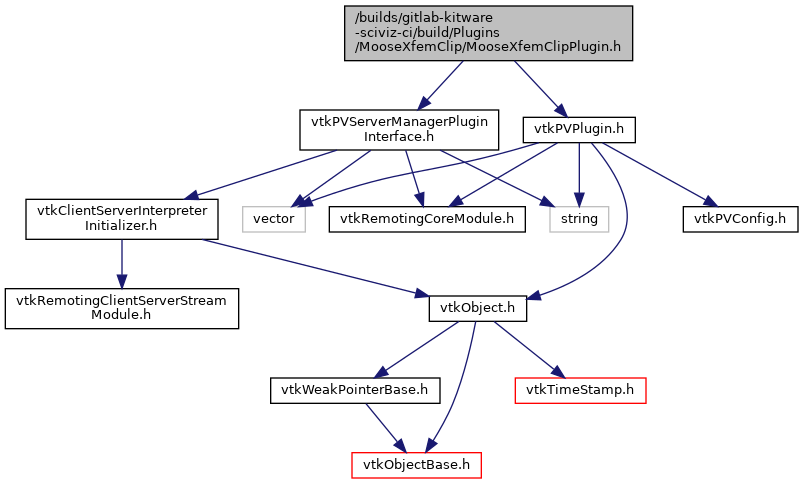 /builds/gitlab-kitware
-sciviz-ci/build/Plugins
/MooseXfemClip/MooseXfemClipPlugin.h
vtkPVServerManagerPlugin
Interface.h
vtkPVPlugin.h
vtkClientServerInterpreter
Initializer.h
vector
vtkRemotingCoreModule.h
string
vtkPVConfig.h
vtkRemotingClientServerStream
Module.h
vtkObject.h
vtkWeakPointerBase.h
vtkTimeStamp.h
vtkObjectBase.h